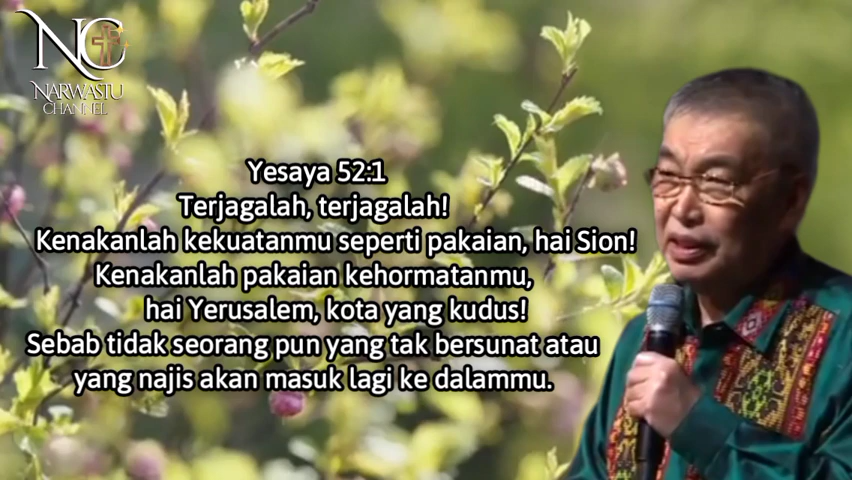 NC
NARWASTU
CHANNEL
Yesaya 52:1
Terjagalah, terjagalah!
Kenakanlah kekuatanmu seperti pakaian, hai Sion!
Kenakanlah pakaian kehormatanmu,
hai Yerusalem, kota yang kudus!
Sebab tidak seorang pun yang tak bersunat atau
yang najis akan masuk lagi ke dalammu.